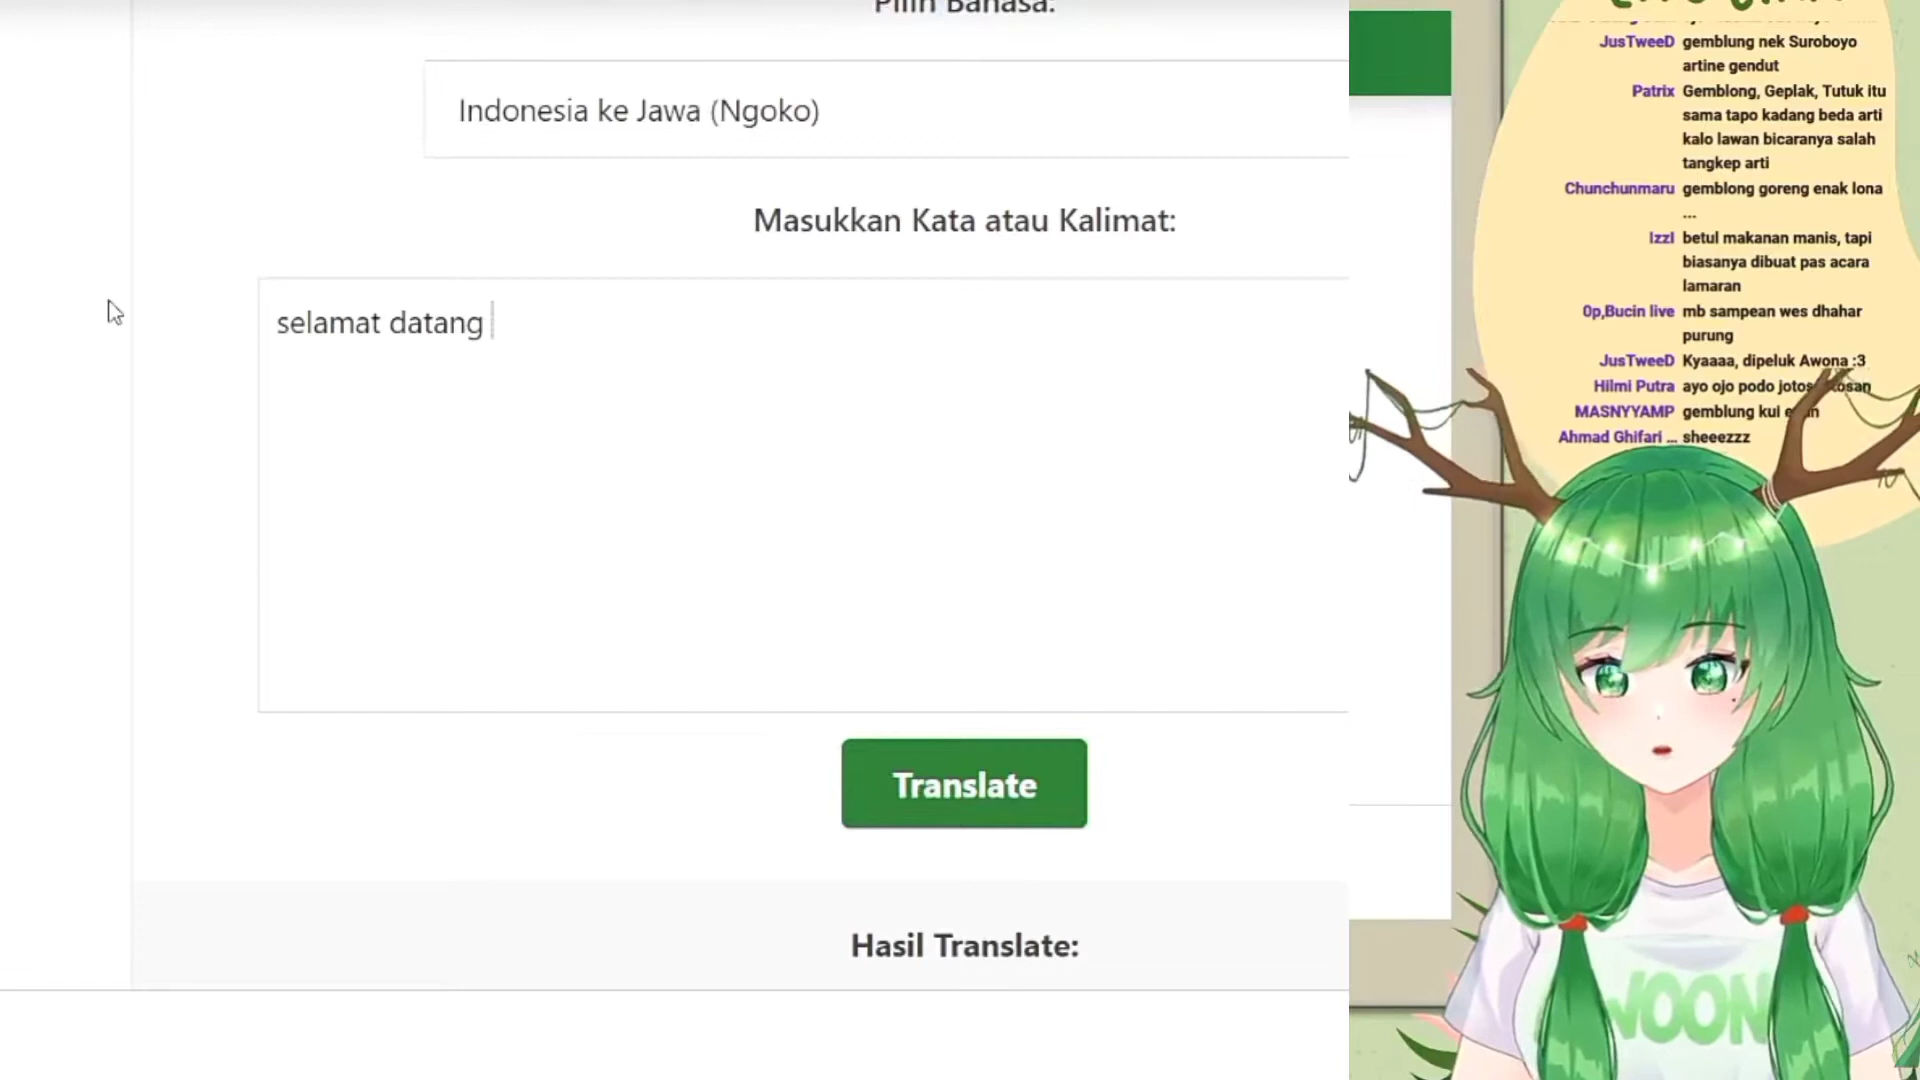 Pilih Bahasa:
Indonesia ke Jawa (Ngoko)
Masukkan Kata atau Kalimat:
selamat datang
Translate
Hasil Translate:
JusTweeD gemblung nek Suroboyo
artine gendut
Patrix Gemblong, Geplak, Tutuk itu
sama tapo kadang beda arti
kalo lawan bicaranya salah
tangkep arti
Chunchunmaru gemblong goreng enak lona
...
IzzI betul makanan manis, tapi
biasanya dibuat pas acara
lamaran
0p,Bucin live mb sampean wes dhahar
purung
JusTweeD Kyaaaa, dipeluk Awona :3
Hilmi Putra ayo ojo podo jotos
MASNYYAMP gemblung kui
Ahmad Ghifari ... sheeezzz
WOON